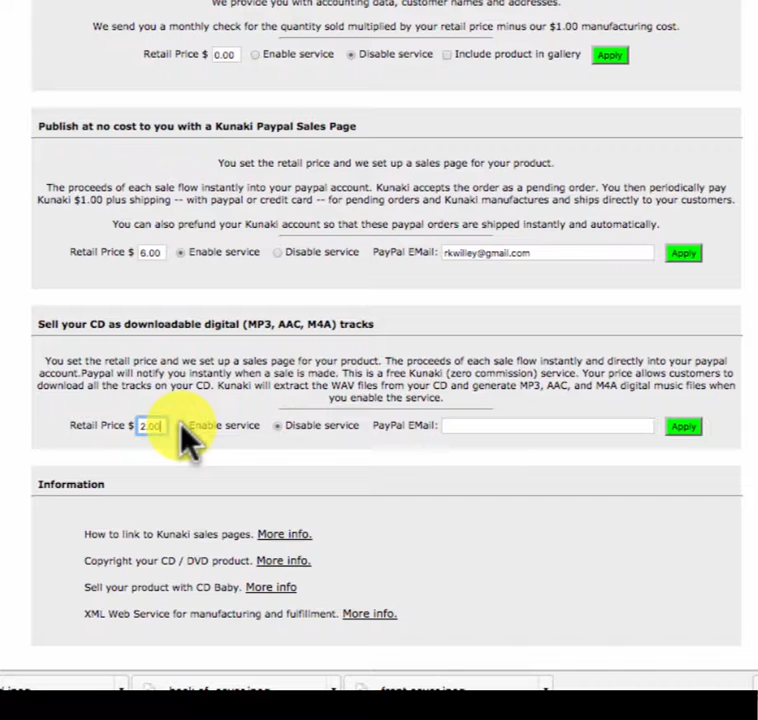 We provide you with accounting data, customer names and addresses.
We send you a monthly check for the quantity sold multiplied by your retail price minus our $1.00 manufacturing cost.
Retail Price $ 0.00 Enable service Disable service Include product in gallery Apply
Publish at no cost to you with a Kunaki Paypal Sales Page
You set the retail price and we set up a sales page for your product.
The proceeds of each sale flow instantly into your paypal account. Kunaki accepts the order as a pending order. You then periodically pay
Kunaki $1.00 plus shipping -- with paypal or credit card -- for pending orders and Kunaki manufactures and ships directly to your customers.
You can also prefund your Kunaki account so that these paypal orders are shipped instantly and automatically.
Retail Price $ 6.00 Enable service Disable service PayPal EMail: rkwilley@gmail.com Apply
Sell your CD as downloadable digital (MP3, AAC, M4A) tracks
You set the retail price and we set up a sales page for your product. The proceeds of each sale flow instantly and directly into your paypal
account.Paypal will notify you instantly when a sale is made. This is a free Kunaki (zero commission) service. Your price allows customers to
download all the tracks on your CD. Kunaki will extract the WAV files from your CD and generate MP3, AAC, and M4A digital music files when
you enable the service.
Retail Price $ 2.00 Enable service Disable service PayPal EMail: Apply
Information
How to link to Kunaki sales pages. More info.
Copyright your CD / DVD product. More info.
Sell your product with CD Baby. More info
XML Web Service for manufacturing and fulfillment. More info.